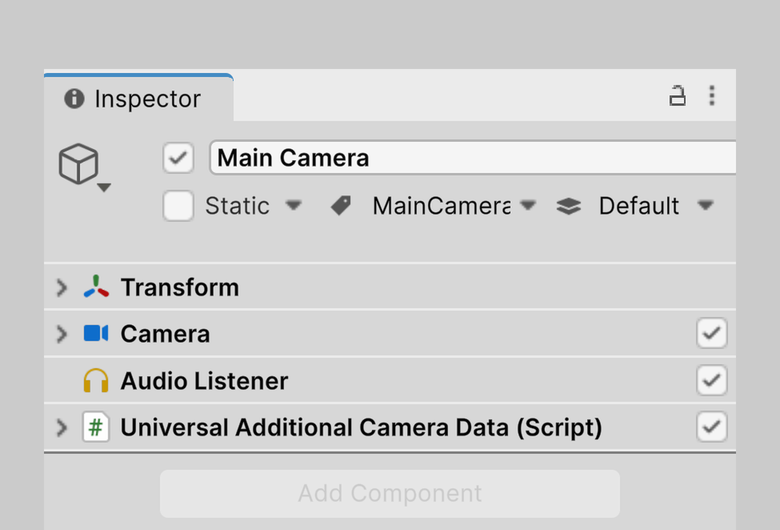 Inspector
Main Camera
Static MainCamera Default
Transform
Camera
Audio Listener
# Universal Additional Camera Data (Script)
Add Component